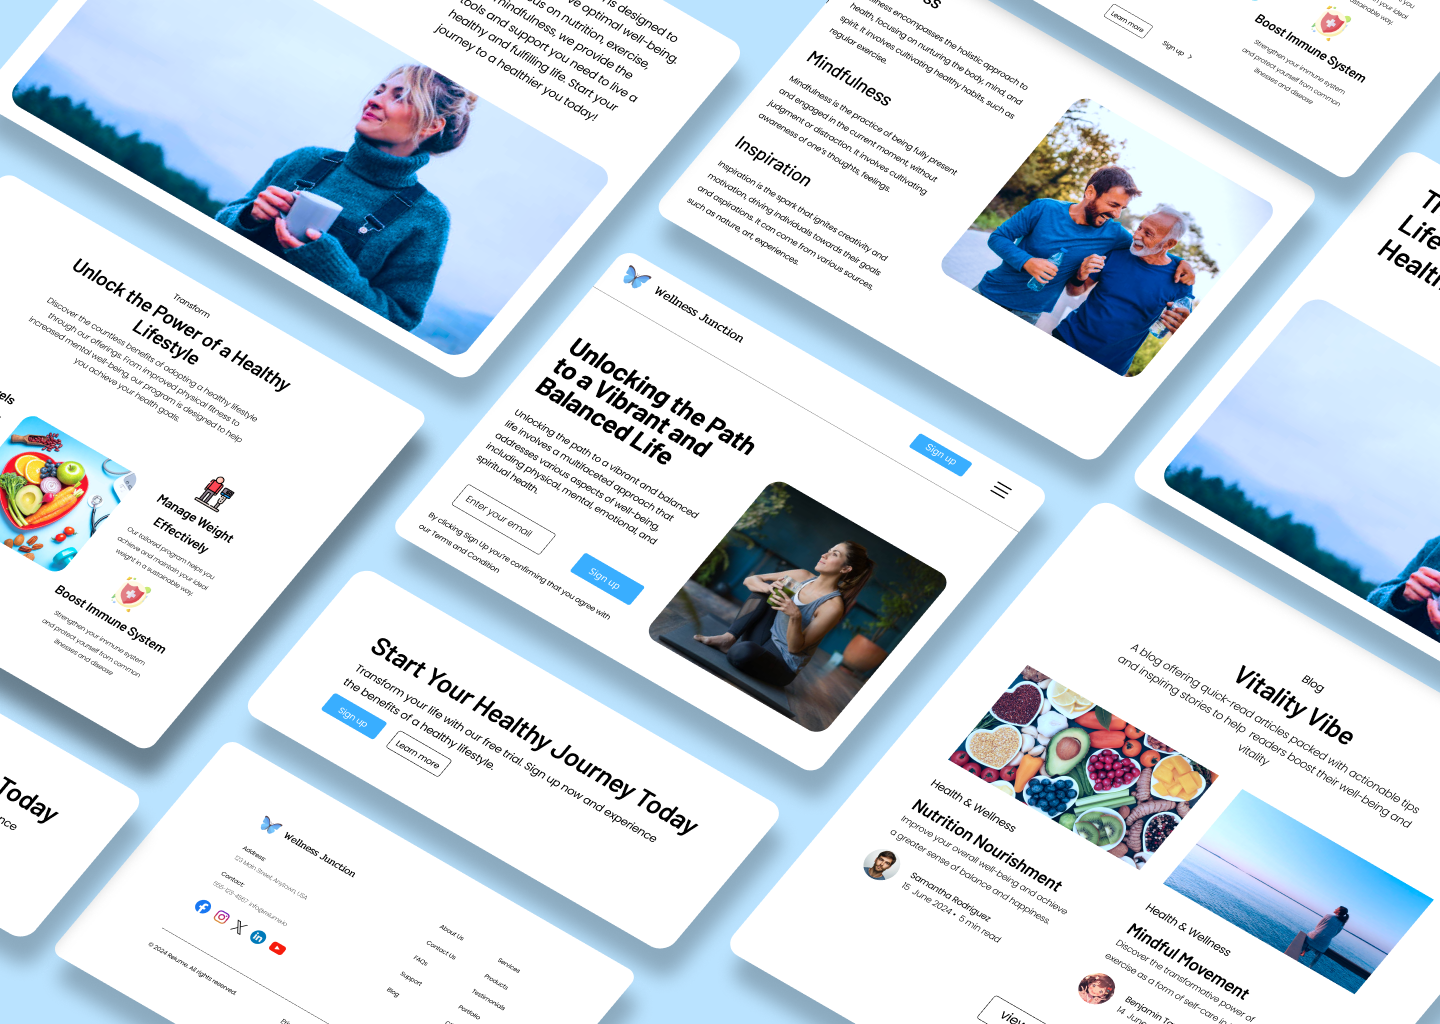 is designed to
ve optimal well-being.
us on nutrition, exercise,
mindfulness, we provide the
tools and support you need to live a
healthy and fulfilling life. Start your
journey to a healthier you today!
ellness encompasses the holistic approach to
health, focusing on nurturing the body, mind, and
spirit. It involves cultivating healthy habits, such as
regular exercise.
Mindfulness
Mindfulness is the practice of being fully present
and engaged in the current moment, without
judgment or distraction. It involves cultivating
awareness of one's thoughts, feelings.
Inspiration
Inspiration is the spark that ignites creativity and
motivation, driving individuals towards their goals
and aspirations. It can come from various sources,
such as nature, art, experiences.
achieve and maintain your ideal
weight in a sustainable way.
Boost Immune System
Strengthen your immune system
and protect yourself from common
illnesses and disease
Learn more
Sign up >
Life
Health
Transform
Unlock the Power of a Healthy
Lifestyle
Discover the countless benefits of adopting a healthy lifestyle
through our offerings. From improved physical fitness to
increased mental well-being, our program is designed to help
you achieve your health goals.
Manage Weight
Effectively
Our tailored program helps you
achieve and maintain your ideal
weight in a sustainable way.
Boost Immune System
Strengthen your immune system
and protect yourself from common
illnesses and disease
Wellness Junction
Sign up
Unlocking the Path
to a Vibrant and
Balanced Life
Unlocking the path to a vibrant and balanced
life involves a multifaceted approach that
addresses various aspects of well-being,
including physical, mental, emotional, and
spiritual health.
Enter your email
Sign up
By clicking Sign Up you're confirming that you agree with
our Terms and Condition
Start Your Healthy Journey Today
Transform your life with our free trial. Sign up now and experience
the benefits of a healthy lifestyle.
Sign up
Learn more
Today
Wellness Junction
Address:
123 Main Street, Anytown, USA
Contact:
© 2024 Relume. All rights reserved.
About Us
Contact Us
FAQs
Support
Blog
Services
Products
Testimonials
Portfolio
Blog
Vitality Vibe
A blog offering quick-read articles packed with actionable tips
and inspiring stories to help readers boost their well-being and
vitality
Health & Wellness
Nutrition Nourishment
Improve your overall well-being and achieve
a greater sense of balance and happiness.
Samantha Rodriguez
15 June 2024 • 5 min read
Health & Wellness
Mindful Movement
Discover the transformative power of
exercise as a form of self-care in
Benjamin
14 June
view